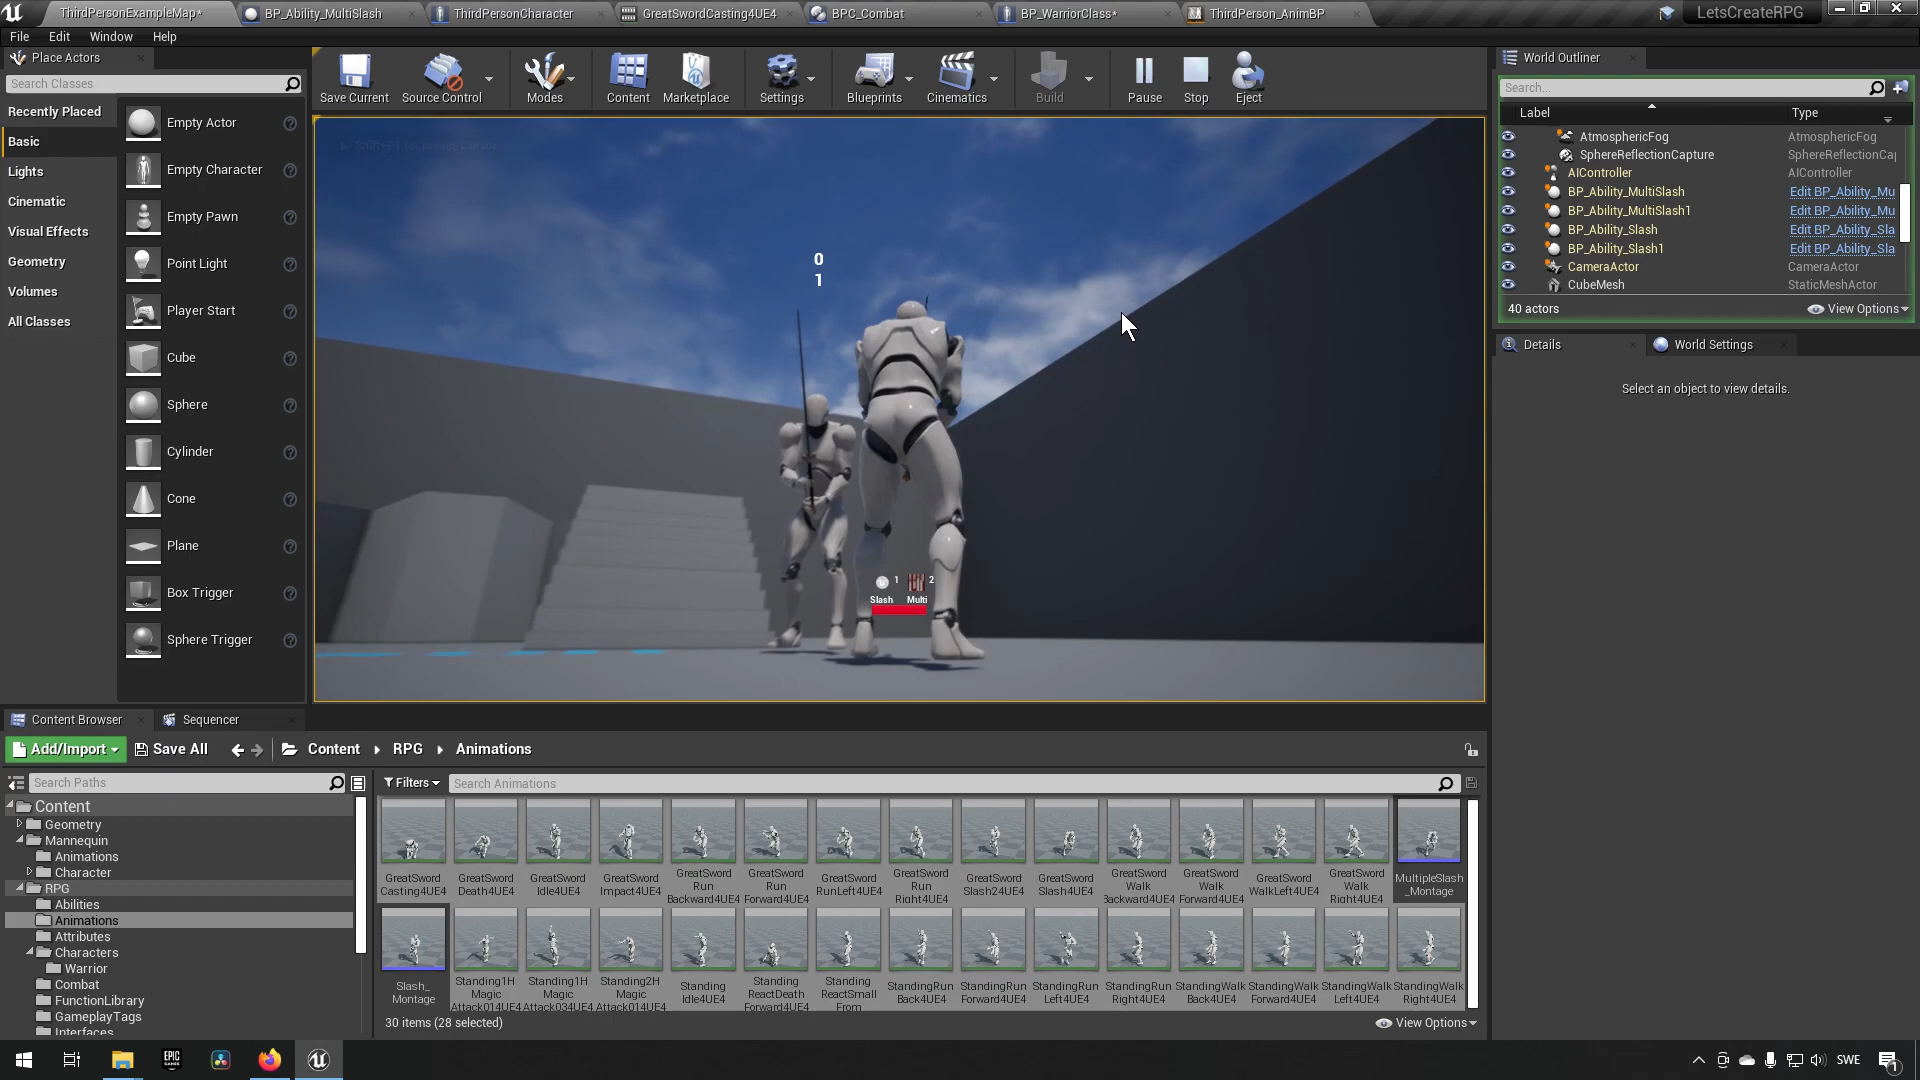 ThirdPersonExampleMap*
BP_Ability_MultiSlash
ThirdPersonCharacter
GreatSwordCasting4UE4
BPC_Combat
BP_WarriorClass*
ThirdPerson_AnimBP
LetsCreateRPG
File Edit Window Help
Place Actors
Search Classes
Recently Placed
Basic
Lights
Cinematic
Visual Effects
Geometry
Volumes
All Classes
Empty Actor
Empty Character
Empty Pawn
Point Light
Player Start
Cube
Sphere
Cylinder
Cone
Plane
Box Trigger
Sphere Trigger
Save Current
Source Control
Modes
Content
Marketplace
Settings
Blueprints
Cinematics
Build
Pause
Stop
Eject
0
1
1 2
Slash Multi
World Outliner
Search...
Label Type
AtmosphericFog AtmosphericFog
SphereReflectionCapture SphereReflectionCap
AIController AIController
BP_Ability_MultiSlash Edit BP_Ability_Mu
BP_Ability_MultiSlash1 Edit BP_Ability_Mu
BP_Ability_Slash Edit BP_Ability_Sla
BP_Ability_Slash1 Edit BP_Ability_Sla
CameraActor CameraActor
CubeMesh StaticMeshActor
40 actors View Options
Details World Settings
Select an object to view details.
Content Browser
Sequencer
Add/Import Save All
Content RPG Animations
Search Paths
Filters Search Animations
Content
Geometry
Mannequin
Animations
Character
RPG
Abilities
Animations
Attributes
Characters
Warrior
Combat
FunctionLibrary
GameplayTags
Interfaces
GreatSword Casting4UE4
GreatSword Death4UE4
GreatSword Idle4UE4
GreatSword Impact4UE4
GreatSword Run Backward4UE4
GreatSword Run Forward4UE4
GreatSword RunLeft4UE4
GreatSword Run Right4UE4
GreatSword Slash24UE4
GreatSword Slash4UE4
GreatSword Walk Backward4UE4
GreatSword Walk Forward4UE4
GreatSword WalkLeft4UE4
GreatSword Walk Right4UE4
MultipleSlash _Montage
Slash_ Montage
Standing1H Magic Attack014UE4
Standing1H Magic Attack034UE4
Standing2H Magic Attack014UE4
Standing Idle4UE4
Standing ReactDeath Forward4UE4
Standing ReactSmall From
StandingRun Back4UE4
StandingRun Forward4UE4
StandingRun Left4UE4
StandingRun Right4UE4
StandingWalk Back4UE4
StandingWalk Forward4UE4
StandingWalk Left4UE4
StandingWalk Right4UE4
30 items (28 selected) View Options
EPIC GAMES
SWE
1